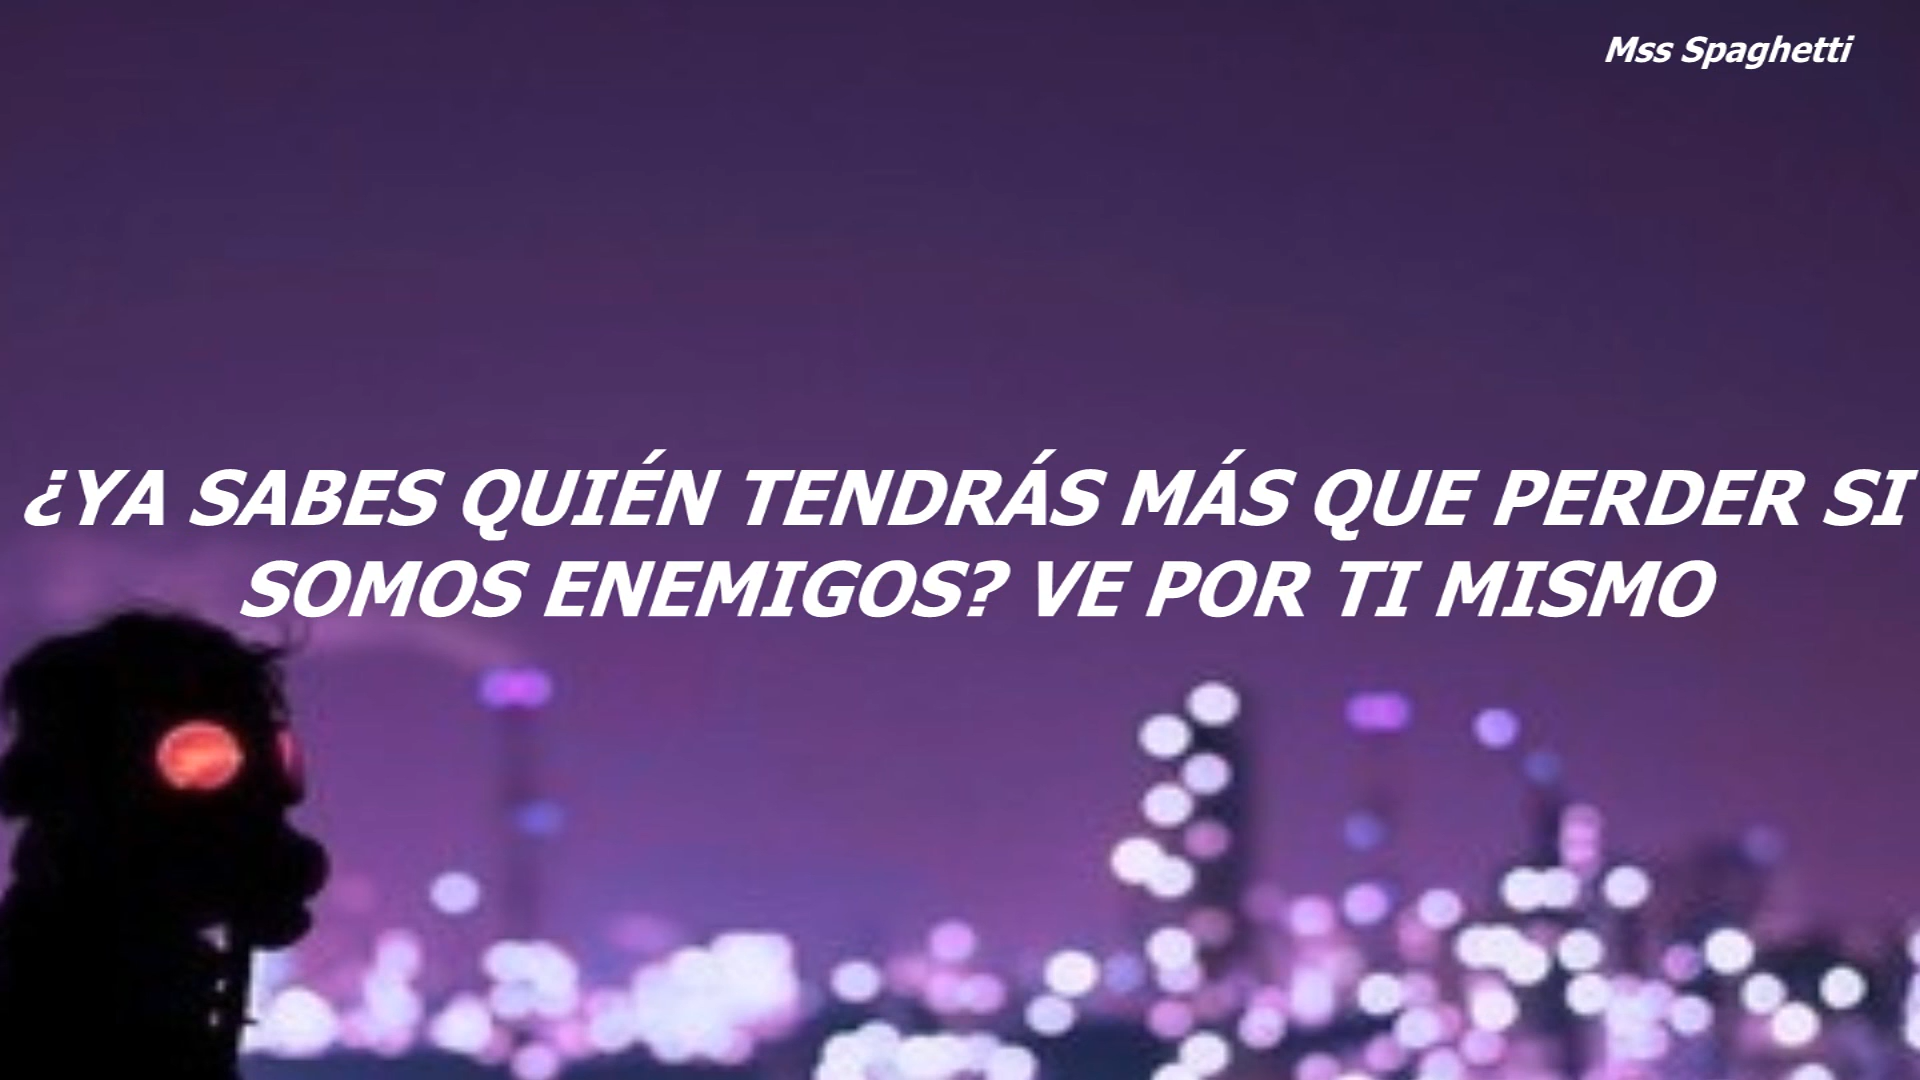 Mss Spaghetti
¿YA SABES QUIÉN TENDRÁS MÁS QUE PERDER SI
SOMOS ENEMIGOS? VE POR TI MISMO